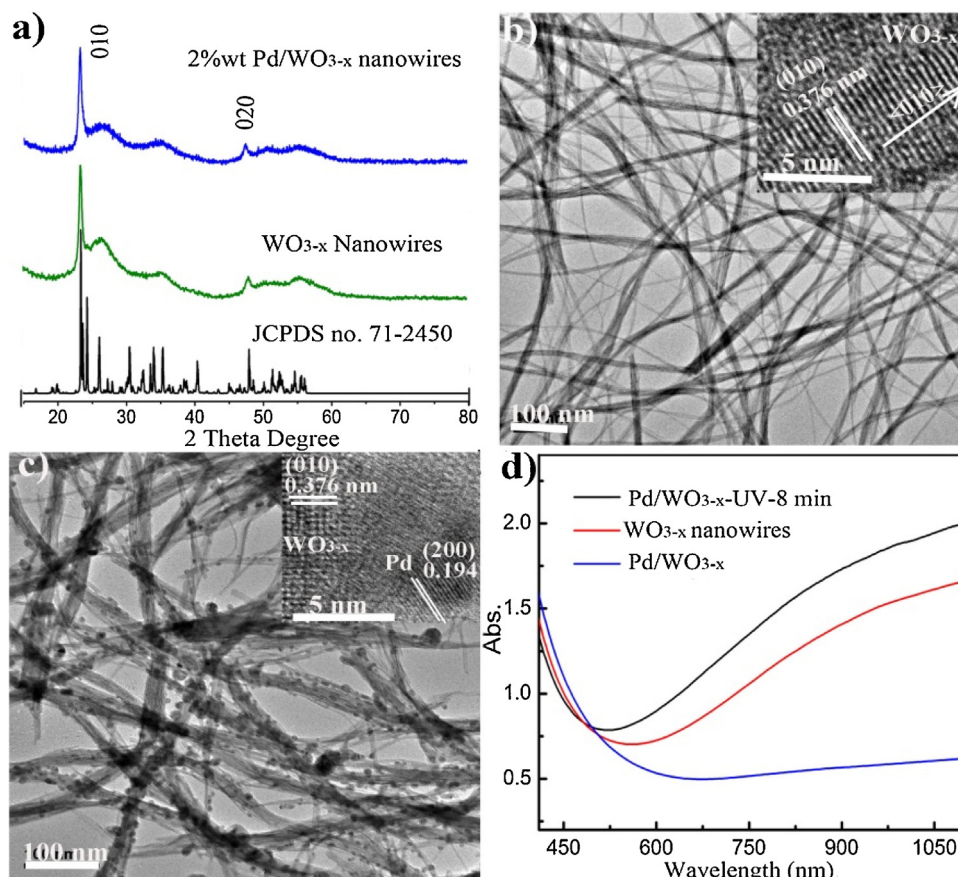 a)
010
2%wt Pd/WO3-x nanowires
020
WO3-x Nanowires
JCPDS no. 71-2450
20 30 40 50 60 70 80
2 Theta Degree
b)
WO3-x
(010)
0.376 nm
<010>
5 nm
100 nm
c)
(010)
0.376 nm
WO3-x
(200)
Pd
0.194
5 nm
100 nm
d)
Pd/WO3-x-UV-8 min
WO3-x nanowires
Pd/WO3-x
2.0
1.5
1.0
0.5
Abs.
450 600 750 900 1050
Wavelength (nm)